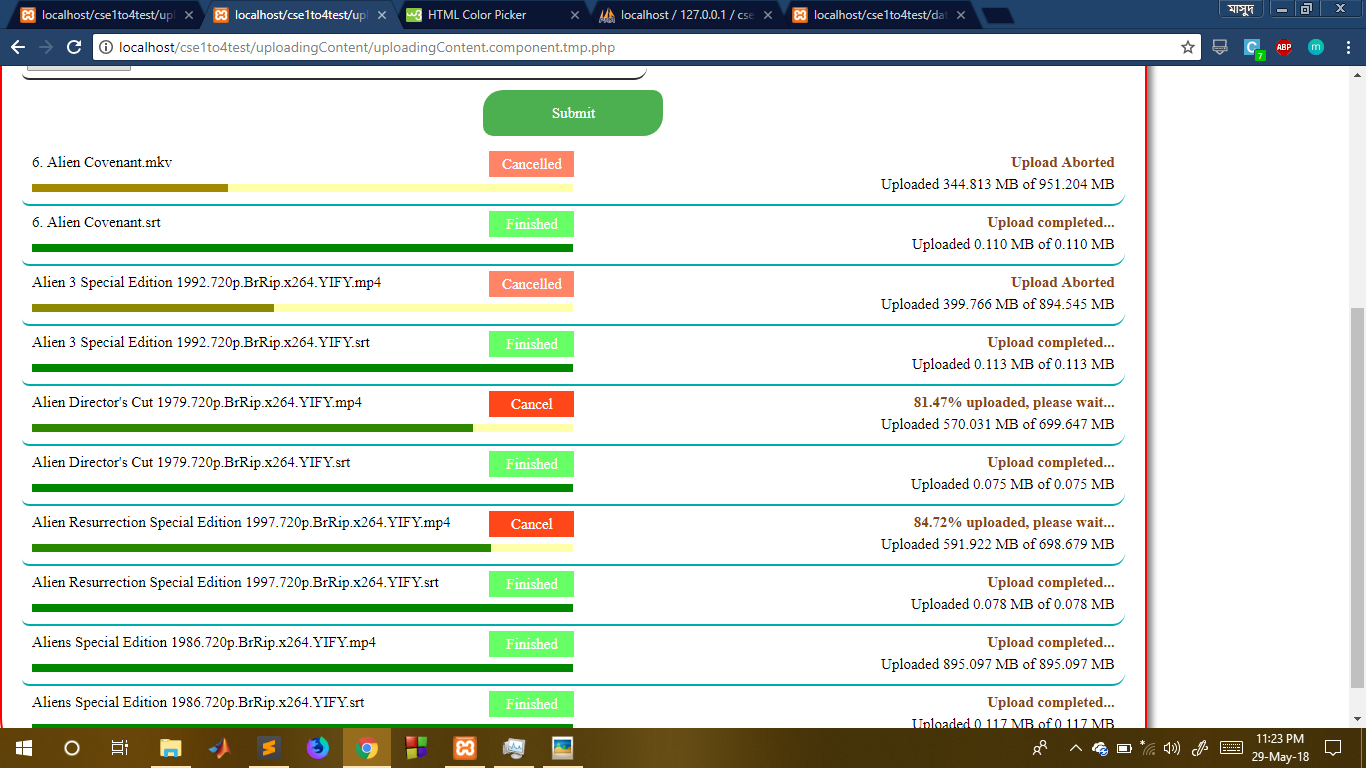 localhost/cse1to4test/upl
localhost/cse1to4test/upl
HTML Color Picker
localhost / 127.0.0.1 / cse
localhost/cse1to4test/dat
মাসুদ
localhost/cse1to4test/uploadingContent/uploadingContent.component.tmp.php
C
7
ABP
m
Submit
6. Alien Covenant.mkv
Cancelled
Upload Aborted
Uploaded 344.813 MB of 951.204 MB
6. Alien Covenant.srt
Finished
Upload completed...
Uploaded 0.110 MB of 0.110 MB
Alien 3 Special Edition 1992.720p.BrRip.x264.YIFY.mp4
Cancelled
Upload Aborted
Uploaded 399.766 MB of 894.545 MB
Alien 3 Special Edition 1992.720p.BrRip.x264.YIFY.srt
Finished
Upload completed...
Uploaded 0.113 MB of 0.113 MB
Alien Director's Cut 1979.720p.BrRip.x264.YIFY.mp4
Cancel
81.47% uploaded, please wait...
Uploaded 570.031 MB of 699.647 MB
Alien Director's Cut 1979.720p.BrRip.x264.YIFY.srt
Finished
Upload completed...
Uploaded 0.075 MB of 0.075 MB
Alien Resurrection Special Edition 1997.720p.BrRip.x264.YIFY.mp4
Cancel
84.72% uploaded, please wait...
Uploaded 591.922 MB of 698.679 MB
Alien Resurrection Special Edition 1997.720p.BrRip.x264.YIFY.srt
Finished
Upload completed...
Uploaded 0.078 MB of 0.078 MB
Aliens Special Edition 1986.720p.BrRip.x264.YIFY.mp4
Finished
Upload completed...
Uploaded 895.097 MB of 895.097 MB
Aliens Special Edition 1986.720p.BrRip.x264.YIFY.srt
Finished
Upload completed...
Uploaded 0.117 MB of 0.117 MB
11:23 PM
29-May-18